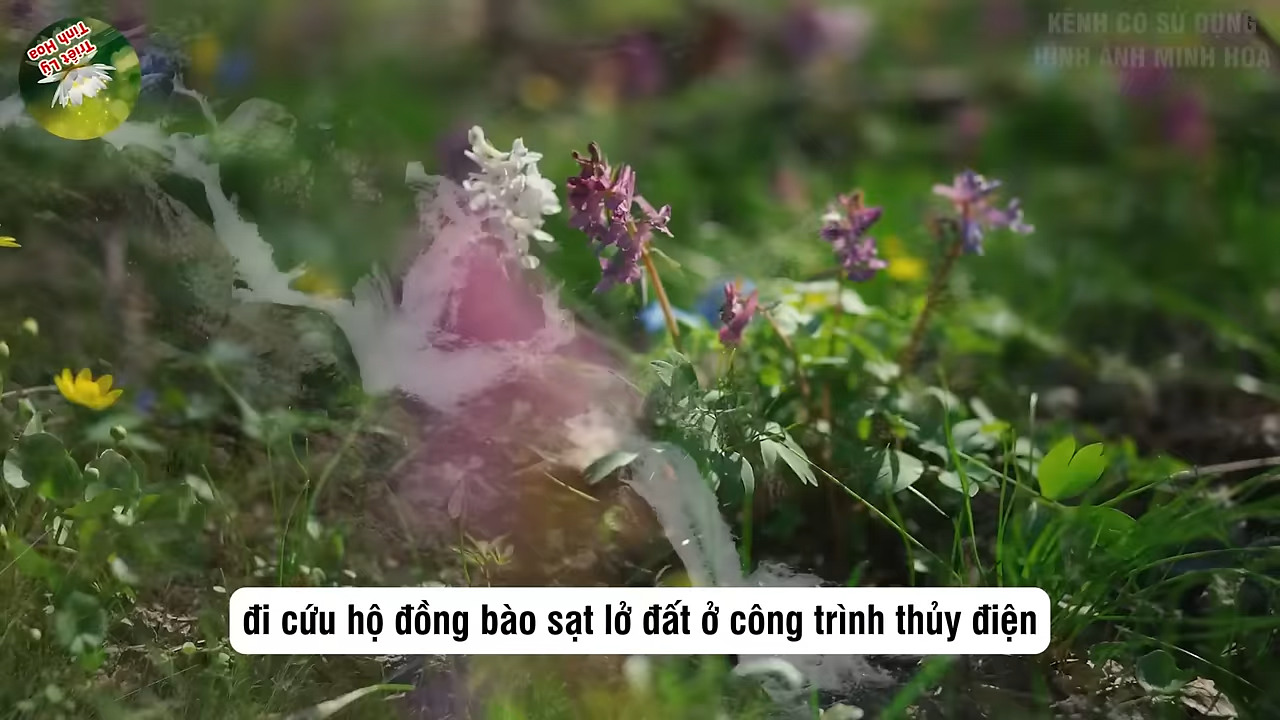 Tinh Hoa
Triết Lý
KÊNH CÓ SỬ DỤNG
HÌNH ẢNH MINH HỌA
đi cứu hộ đồng bào sạt lở đất ở công trình thủy điện